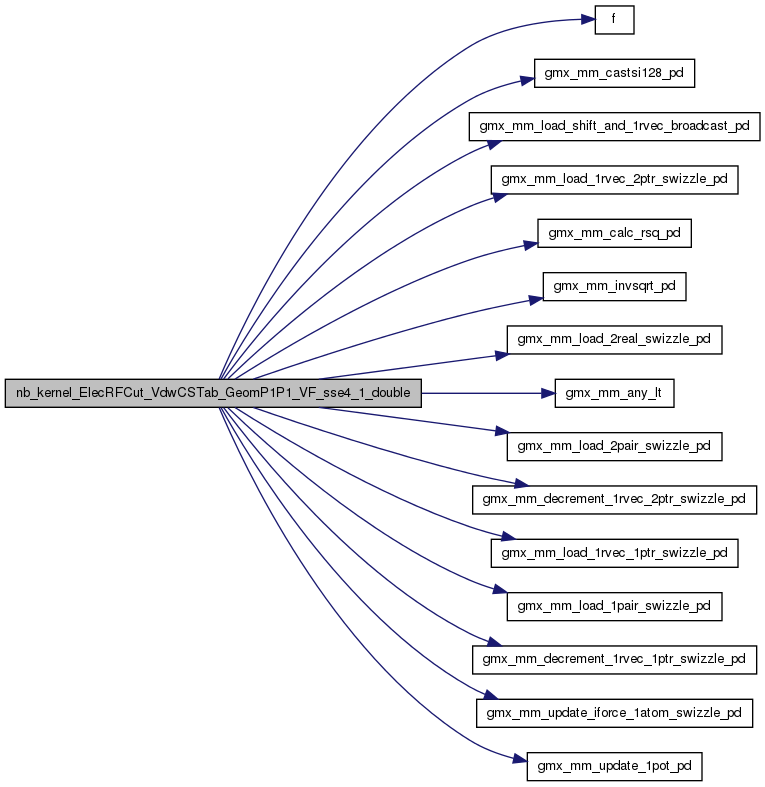 f
gmx_mm_castsi128_pd
gmx_mm_load_shift_and_1rvec_broadcast_pd
gmx_mm_load_1rvec_2ptr_swizzle_pd
gmx_mm_calc_rsq_pd
gmx_mm_invsqrt_pd
gmx_mm_load_2real_swizzle_pd
nb_kernel_ElecRFCut_VdwCSTab_GeomP1P1_VF_sse4_1_double
gmx_mm_any_lt
gmx_mm_load_2pair_swizzle_pd
gmx_mm_decrement_1rvec_2ptr_swizzle_pd
gmx_mm_load_1rvec_1ptr_swizzle_pd
gmx_mm_load_1pair_swizzle_pd
gmx_mm_decrement_1rvec_1ptr_swizzle_pd
gmx_mm_update_iforce_1atom_swizzle_pd
gmx_mm_update_1pot_pd